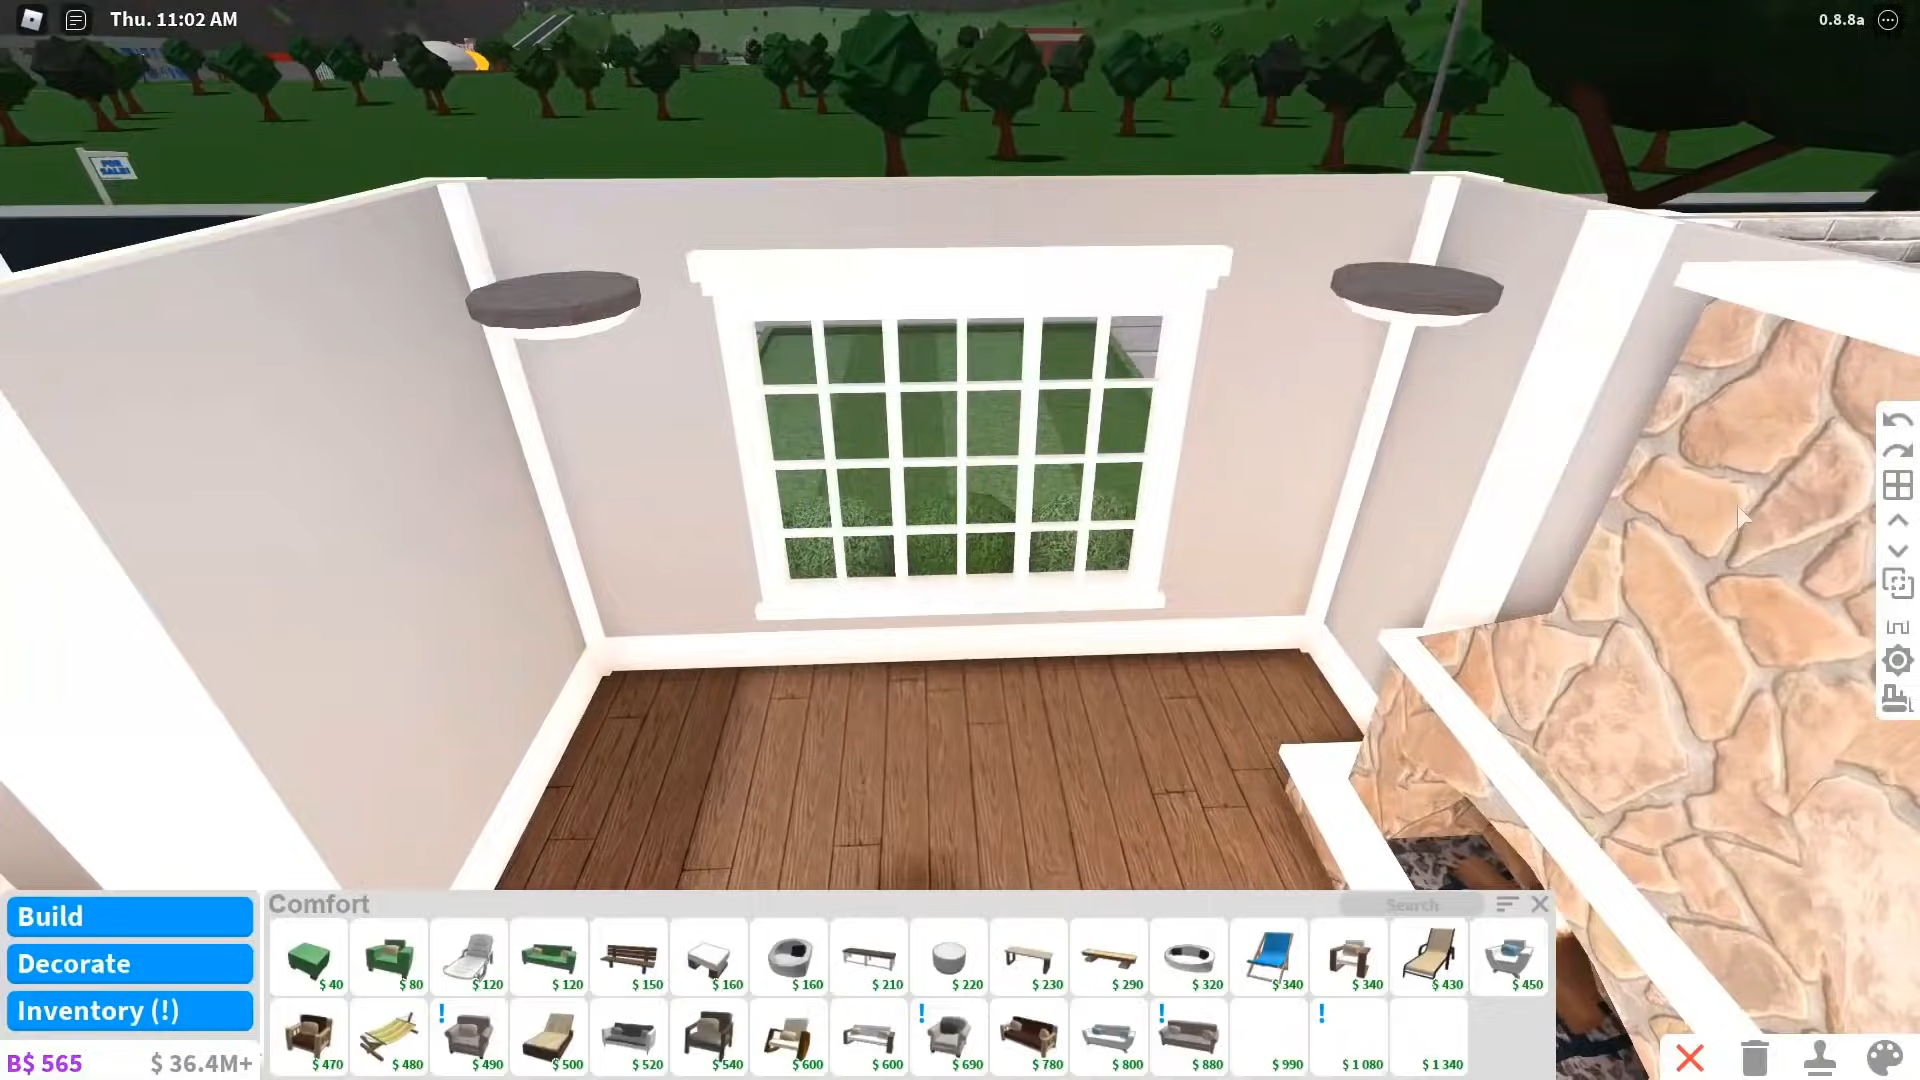 Thu. 11:02 AM
0.8.8a
FOR
SALE!
Build
Decorate
Inventory (!)
B$ 565
$ 36.4M+
Comfort
Search
$ 40
$ 80
$ 120
$ 120
$ 150
$ 160
$ 160
$ 210
$ 220
$ 230
$ 290
$ 320
$ 340
$ 340
$ 430
$ 450
$ 470
$ 480
! $ 490
$ 500
$ 520
$ 540
$ 600
$ 600
! $ 690
$ 780
$ 800
! $ 880
$ 990
! $ 1 080
$ 1 340